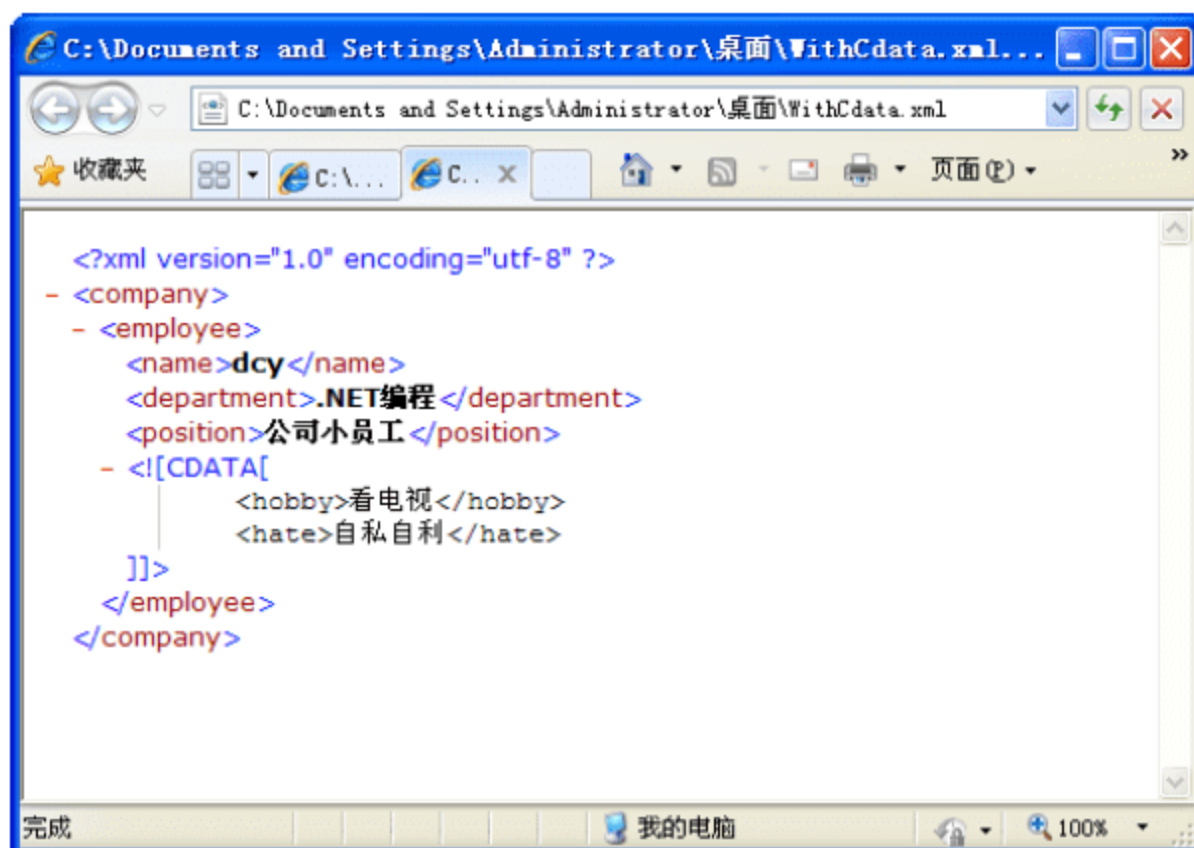 C:\Documents and Settings\Administrator\桌面\WithCdata.xml...
C:\Documents and Settings\Administrator\桌面\WithCdata.xml
收藏夹 C:\... C.. X 页面(P) »
<?xml version="1.0" encoding="utf-8" ?>
- <company>
- <employee>
<name>dcy</name>
<department>.NET编程</department>
<position>公司小员工</position>
- <![CDATA[
<hobby>看电视</hobby>
<hate>自私自利</hate>
]]>
</employee>
</company>
完成 我的电脑 100%